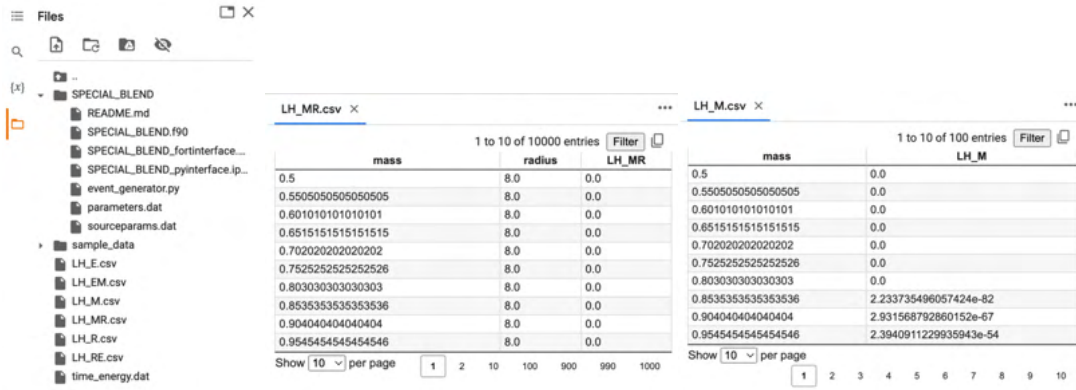 Files
..
{x}
SPECIAL_BLEND
README.md
SPECIAL_BLEND.f90
SPECIAL_BLEND_fortinterface....
SPECIAL_BLEND_pyinterface.ip...
event_generator.py
parameters.dat
sourceparams.dat
sample_data
LH_E.csv
LH_EM.csv
LH_M.csv
LH_MR.csv
LH_R.csv
LH_RE.csv
time_energy.dat
LH_MR.csv
1 to 10 of 10000 entries Filter
mass radius LH_MR
0.5 8.0 0.0
0.5505050505050505 8.0 0.0
0.601010101010101 8.0 0.0
0.6515151515151515 8.0 0.0
0.702020202020202 8.0 0.0
0.7525252525252526 8.0 0.0
0.803030303030303 8.0 0.0
0.8535353535353536 8.0 0.0
0.904040404040404 8.0 0.0
0.9545454545454546 8.0 0.0
Show 10 per page 1 2 10 100 900 990 1000
LH_M.csv
1 to 10 of 100 entries Filter
mass LH_M
0.5 0.0
0.5505050505050505 0.0
0.601010101010101 0.0
0.6515151515151515 0.0
0.702020202020202 0.0
0.7525252525252526 0.0
0.803030303030303 0.0
0.8535353535353536 2.233735496057424e-82
0.904040404040404 2.931568792860152e-67
0.9545454545454546 2.3940911229935943e-54
Show 10 per page
1 2 3 4 5 6 7 8 9 10